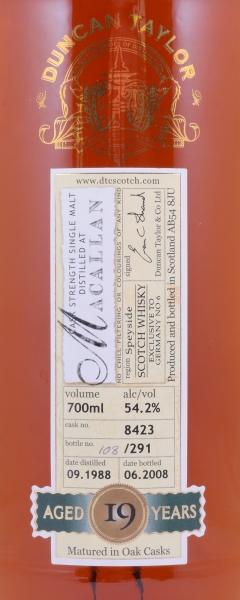 DUNCAN TAYLOR
www.dtcscotch.com
CASK STRENGTH SINGLE MALT
DISTILLED AT
MACALLAN
NO CHILL FILTERING OR COLOURINGS OF ANY KIND
region Speyside
SCOTCH WHISKY
EXCLUSIVE TO
GERMANY NO 6
signed
Duncan Taylor & Co Ltd
Produced and bottled in Scotland AB54 8JU
volume alc/vol
700ml 54.2%
cask no. 8423
bottle no. 108 /291
date distilled date bottled
09.1988 06.2008
AGED 19 YEARS
Matured in Oak Casks